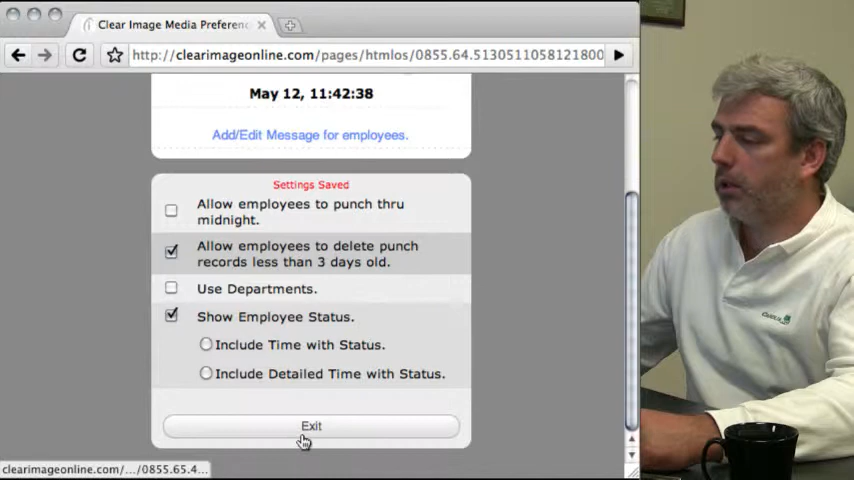 Clear Image Media Preferenc
http://clearimageonline.com/pages/htmlos/0855.64.5130511058121800
May 12, 11:42:38
Add/Edit Message for employees.
Settings Saved
Allow employees to punch thru
midnight.
Allow employees to delete punch
records less than 3 days old.
Use Departments.
Show Employee Status.
Include Time with Status.
Include Detailed Time with Status.
Exit
clearimageonline.com/.../0855.65.4...